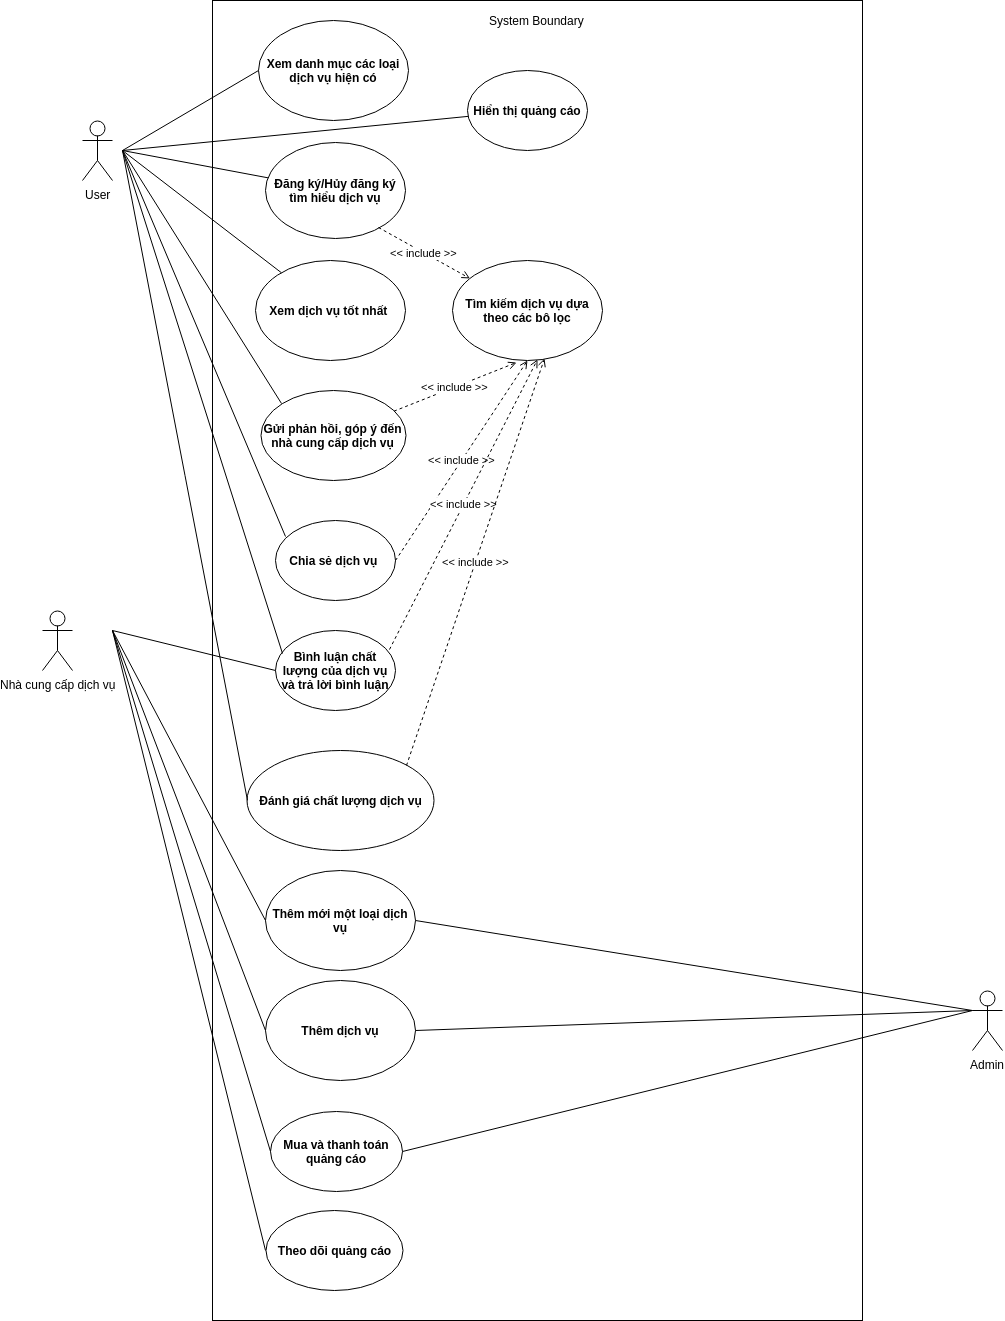 System Boundary
Xem danh mục các loại
dịch vụ hiện có
Hiển thị quảng cáo
User
Đăng ký/Hủy đăng ký
tìm hiểu dịch vụ
<< include >>
Xem dịch vụ tốt nhất
Tìm kiếm dịch vụ dựa
theo các bô lọc
<< include >>
Gửi phản hồi, góp ý đến
nhà cung cấp dịch vụ
<< include >>
<< include >>
Chia sẻ dịch vụ
<< include >>
Nhà cung cấp dịch vụ
Bình luận chất
lượng của dịch vụ
và trả lời bình luận
Đánh giá chất lượng dịch vụ
Thêm mới một loại dịch
vụ
Thêm dịch vụ
Admin
Mua và thanh toán
quảng cáo
Theo dõi quảng cáo